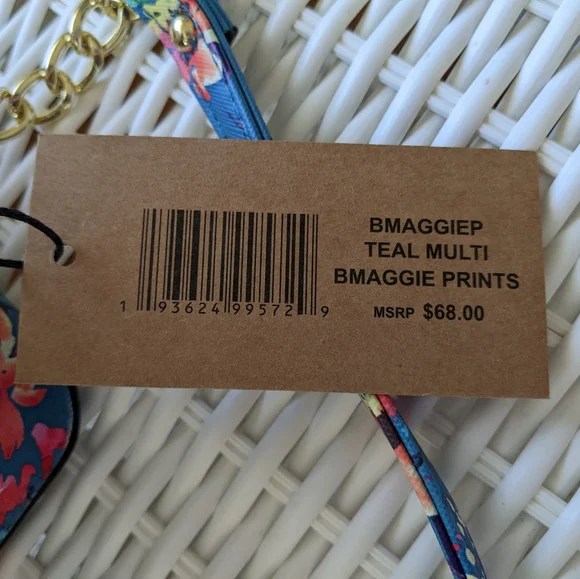 BMAGGIEP
TEAL MULTI
BMAGGIE PRINTS
MSRP $68.00
1 93624 99572 9